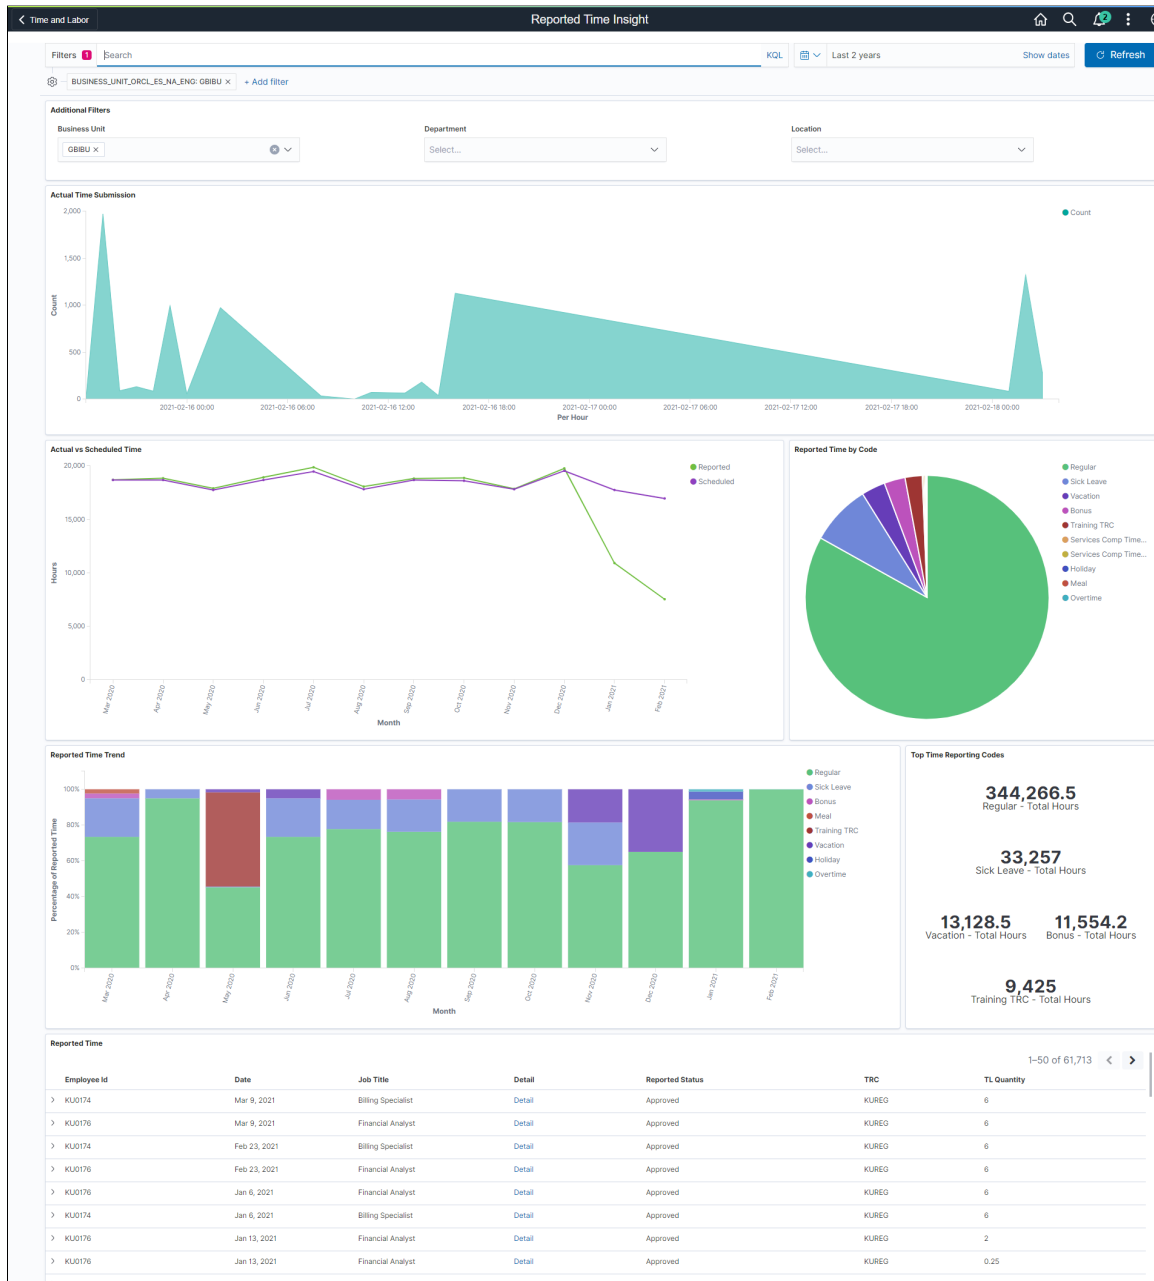 Time and Labor
Reported Time Insight
2
Filters 1 Search KQL Last 2 years Show dates Refresh
BUSINESS_UNIT_ORCL_ES_NA_ENG: GBIBU × + Add filter
Additional Filters
Business Unit Department Location
GBIBU × Select... Select...
Actual Time Submission
Count
2,000
1,500
1,000
500
0
Count
2021-02-16 00:00 2021-02-16 06:00 2021-02-16 12:00 2021-02-16 18:00 2021-02-17 00:00 2021-02-17 06:00 2021-02-17 12:00 2021-02-17 18:00 2021-02-18 00:00
Per Hour
Actual vs Scheduled Time
20,000
15,000
10,000
5,000
0
Hours
Reported
Scheduled
Mar 2020 Apr 2020 May 2020 Jun 2020 Jul 2020 Aug 2020 Sep 2020 Oct 2020 Nov 2020 Dec 2020 Jan 2021 Feb 2021
Month
Reported Time by Code
Regular
Sick Leave
Vacation
Bonus
Training TRC
Services Comp Time...
Services Comp Time...
Holiday
Meal
Overtime
Reported Time Trend
100%
80%
60%
40%
20%
0%
Percentage of Reported Time
Regular
Sick Leave
Bonus
Meal
Training TRC
Vacation
Holiday
Overtime
Mar 2020 Apr 2020 May 2020 Jun 2020 Jul 2020 Aug 2020 Sep 2020 Oct 2020 Nov 2020 Dec 2020 Jan 2021 Feb 2021
Month
Top Time Reporting Codes
344,266.5
Regular - Total Hours
33,257
Sick Leave - Total Hours
13,128.5 11,554.2
Vacation - Total Hours Bonus - Total Hours
9,425
Training TRC - Total Hours
Reported Time
1–50 of 61,713
Employee Id Date Job Title Detail Reported Status TRC TL Quantity
KU0174 Mar 9, 2021 Billing Specialist Detail Approved KUREG 6
KU0176 Mar 9, 2021 Financial Analyst Detail Approved KUREG 6
KU0174 Feb 23, 2021 Billing Specialist Detail Approved KUREG 6
KU0176 Feb 23, 2021 Financial Analyst Detail Approved KUREG 6
KU0176 Jan 6, 2021 Financial Analyst Detail Approved KUREG 6
KU0174 Jan 6, 2021 Billing Specialist Detail Approved KUREG 6
KU0176 Jan 13, 2021 Financial Analyst Detail Approved KUREG 2
KU0176 Jan 13, 2021 Financial Analyst Detail Approved KUREG 0.25